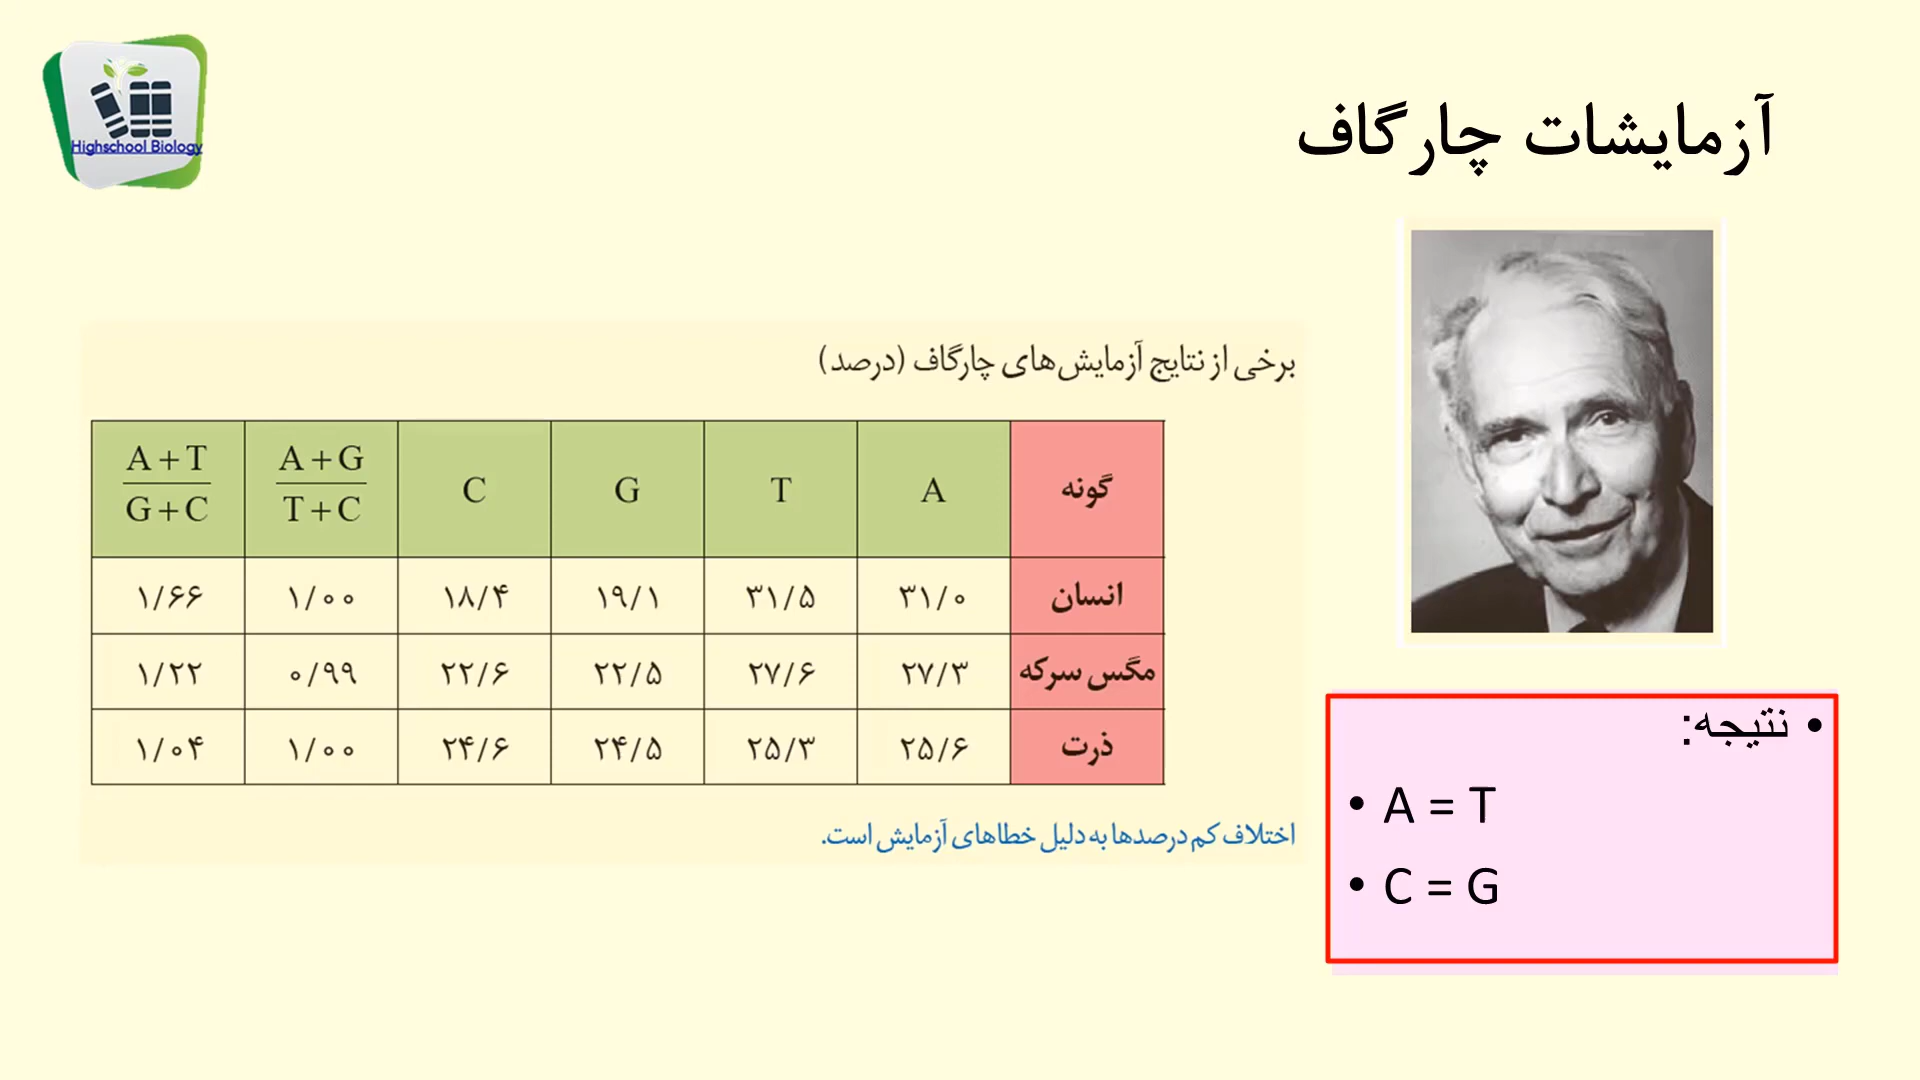 Highschool Biology
آزمایشات چارگاف
برخی از نتایج آزمایش‌های چارگاف (درصد)
گونه A T G C A+G/T+C A+T/G+C
انسان ۳۱/۰ ۳۱/۵ ۱۹/۱ ۱۸/۴ ۱/۰۰ ۱/۶۶
مگس سرکه ۲۷/۳ ۲۷/۶ ۲۲/۵ ۲۲/۶ ۰/۹۹ ۱/۲۲
ذرت ۲۵/۶ ۲۵/۳ ۲۴/۵ ۲۴/۶ ۱/۰۰ ۱/۰۴
اختلاف کم درصدها به دلیل خطاهای آزمایش است.
• نتیجه:
• A = T
• C = G